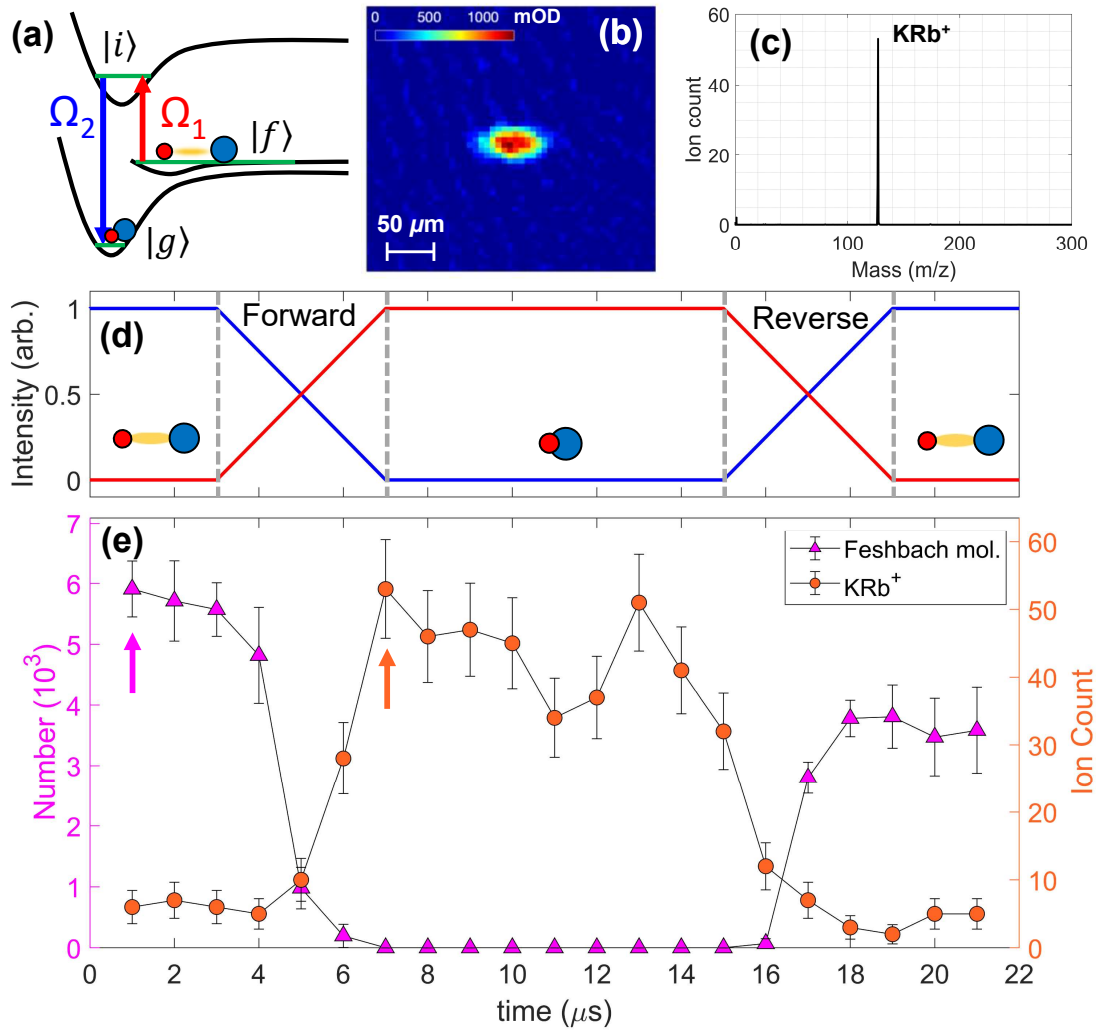 (a)
|i⟩
Ω₂
Ω₁
|f⟩
|g⟩
0 500 1000 mOD
(b)
50 μm
(c)
KRb⁺
Ion count
60
40
20
0
0 100 200 300
Mass (m/z)
(d)
Forward
Reverse
Intensity (arb.)
1
0.5
0
(e)
Feshbach mol.
KRb⁺
Number (10³)
7
6
5
4
3
2
1
0
Ion Count
60
50
40
30
20
10
0
0 2 4 6 8 10 12 14 16 18 20 22
time (μs)